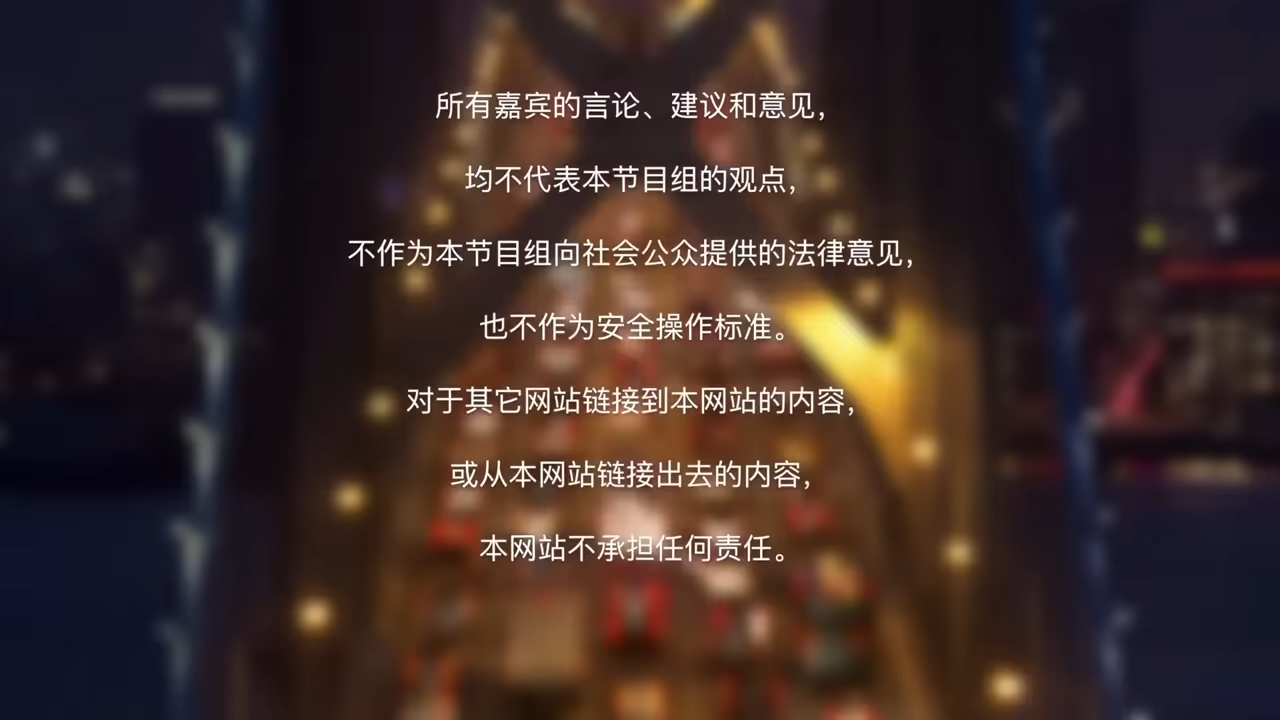 所有嘉宾的言论、建议和意见，
均不代表本节目组的观点，
不作为本节目组向社会公众提供的法律意见，
也不作为安全操作标准。
对于其它网站链接到本网站的内容，
或从本网站链接出去的内容，
本网站不承担任何责任。